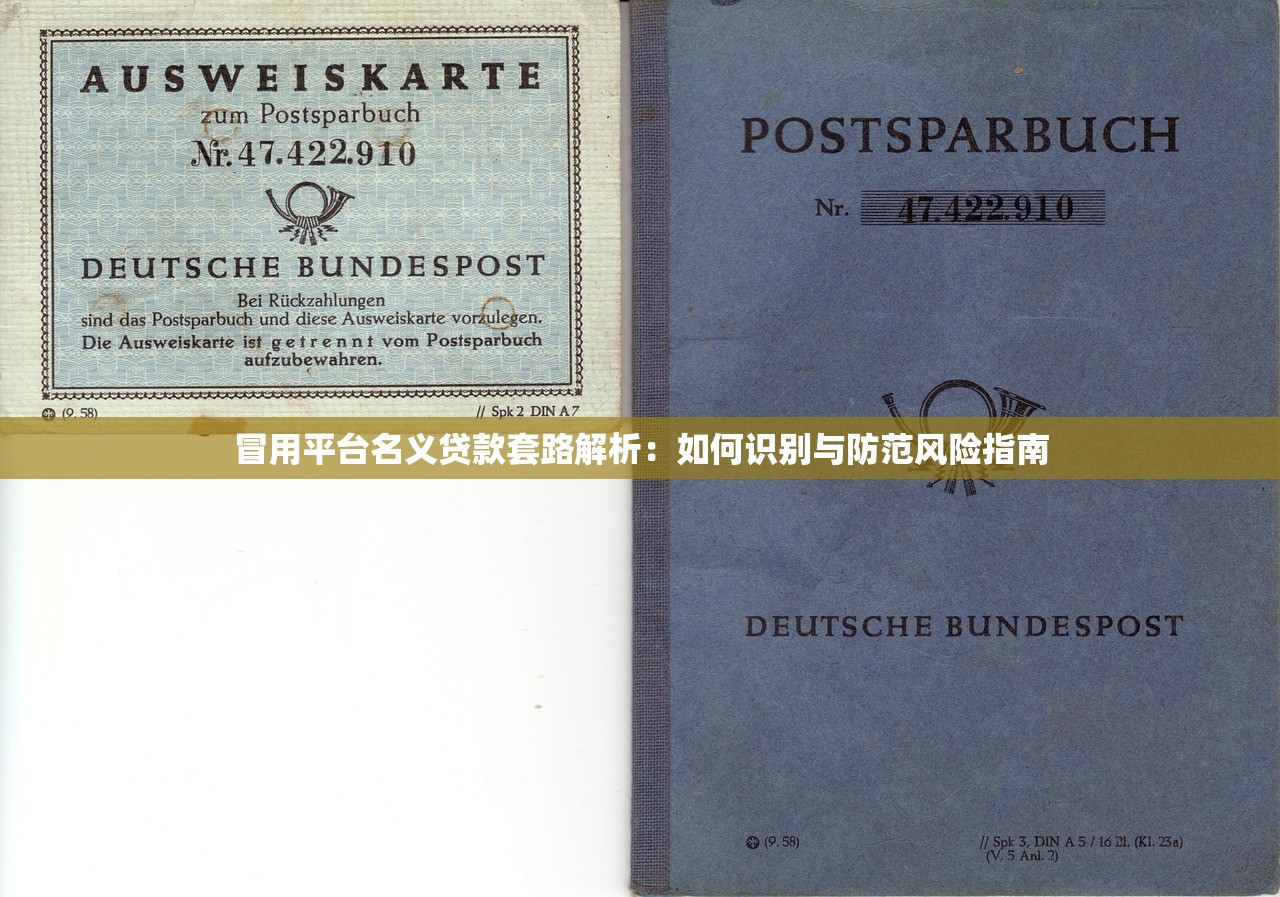 AUSWEISKARTE
zum Postsparbuch
Nr. 47.422.910
DEUTSCHE BUNDESPOST
Bei Rückzahlungen
sind das Postsparbuch und diese Ausweiskarte vorzulegen.
Die Ausweiskarte ist getrennt vom Postsparbuch
aufzubewahren.
(9. 58)
// Spk 2 DIN A 7
POSTSPARBUCH
Nr. 47.422.910
冒用平台名义贷款套路解析：如何识别与防范风险指南
DEUTSCHE BUNDESPOST
(9. 58)
// Spk 3, DIN A 5 / 16 Bl. (Kl. 23a)
(V, 5 Anl. 2)